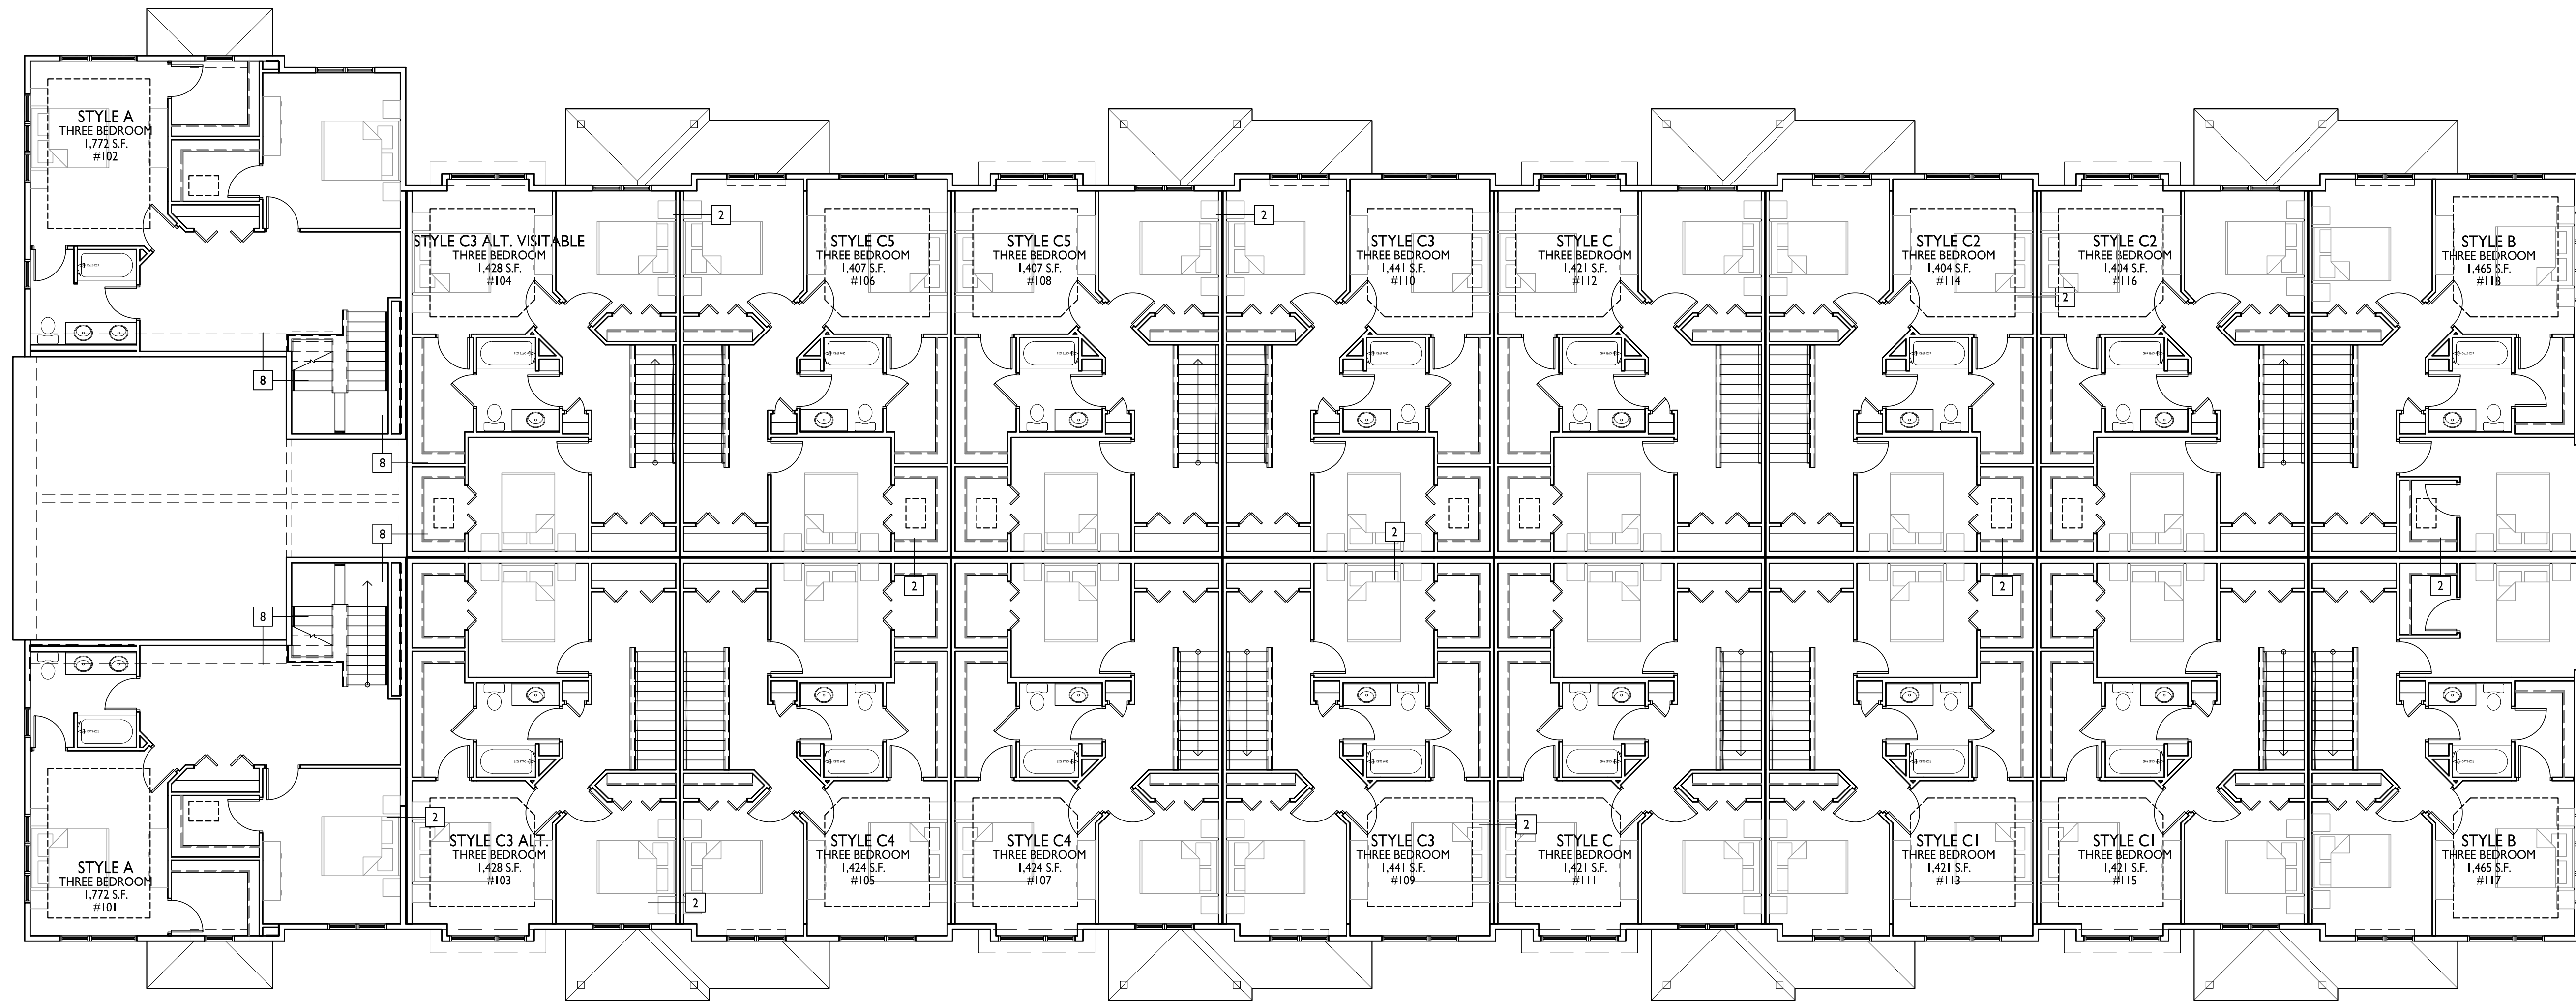 STYLE A
THREE BEDROOM
1,772 S.F.
#102
STYLE C3 ALT. VISITABLE
THREE BEDROOM
1,428 S.F.
#104
STYLE C5
THREE BEDROOM
1,407 S.F.
#106
STYLE C5
THREE BEDROOM
1,407 S.F.
#108
STYLE C3
THREE BEDROOM
1,441 S.F.
#110
STYLE C
THREE BEDROOM
1,421 S.F.
#112
STYLE C2
THREE BEDROOM
1,404 S.F.
#114
STYLE C2
THREE BEDROOM
1,404 S.F.
#116
STYLE B
THREE BEDROOM
1,465 S.F.
#118
2
2
2
8
8
8
2
2
2
2
8
2
2
2
STYLE A
THREE BEDROOM
1,772 S.F.
#101
STYLE C3 ALT.
THREE BEDROOM
1,428 S.F.
#103
STYLE C4
THREE BEDROOM
1,424 S.F.
#105
STYLE C4
THREE BEDROOM
1,424 S.F.
#107
STYLE C3
THREE BEDROOM
1,441 S.F.
#109
STYLE C
THREE BEDROOM
1,421 S.F.
#111
STYLE C1
THREE BEDROOM
1,421 S.F.
#113
STYLE C1
THREE BEDROOM
1,421 S.F.
#115
STYLE B
THREE BEDROOM
1,465 S.F.
#117